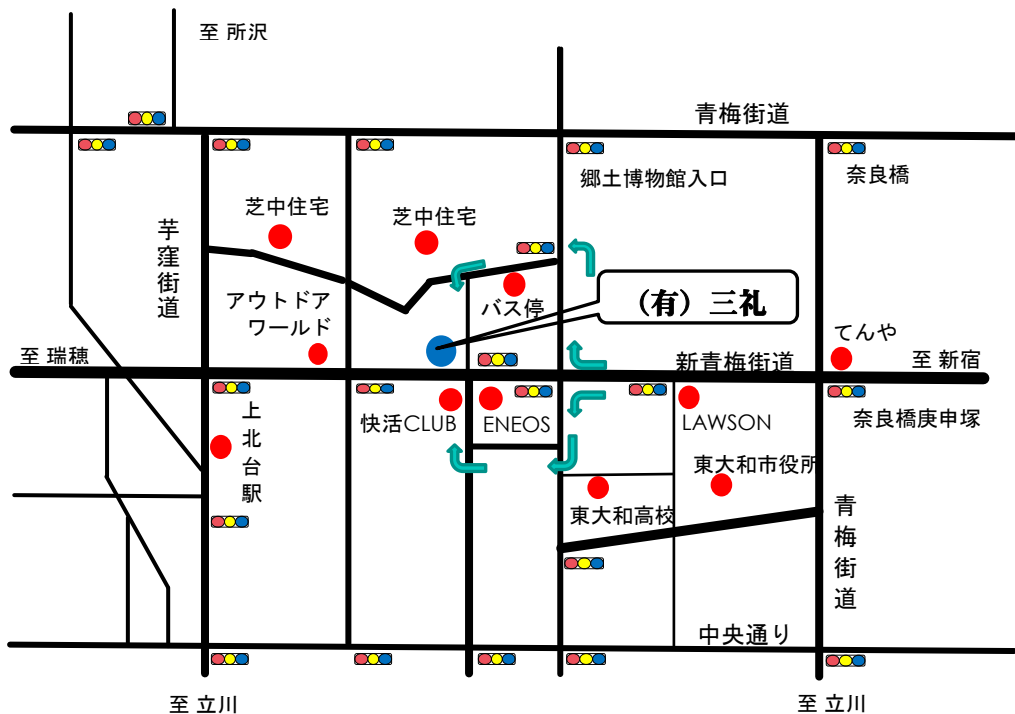 至 所沢
青梅街道
郷土博物館入口
奈良橋
芝中住宅
芝中住宅
芋窪街道
アウトドア
ワールド
バス停
（有）三礼
てんや
至 瑞穂
新青梅街道
至 新宿
上北台駅
快活CLUB
ENEOS
LAWSON
奈良橋庚申塚
東大和市役所
東大和高校
青梅街道
中央通り
至 立川
至 立川